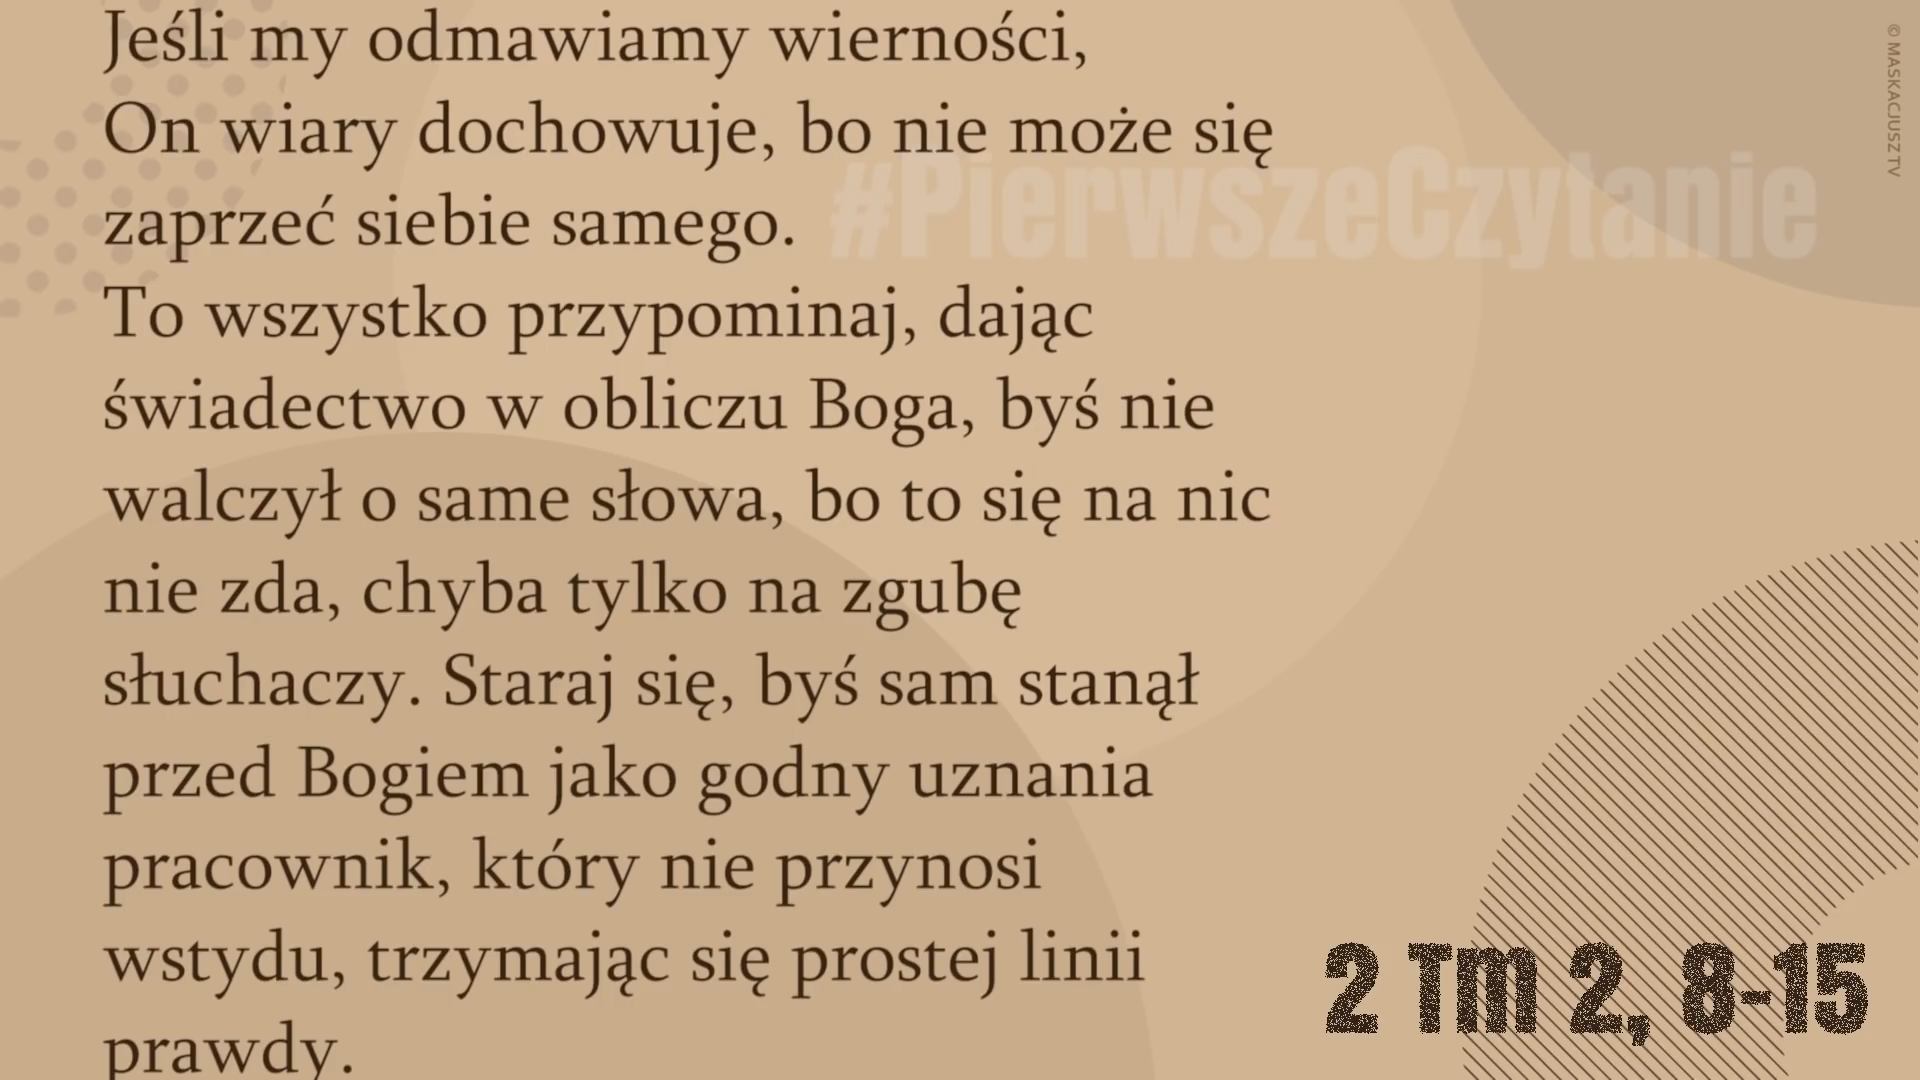 Jeśli my odmawiamy wierności,
On wiary dochowuje, bo nie może się
zaprzeć siebie samego.
To wszystko przypominaj, dając
świadectwo w obliczu Boga, byś nie
walczył o same słowa, bo to się na nic
nie zda, chyba tylko na zgubę
słuchaczy. Staraj się, byś sam stanął
przed Bogiem jako godny uznania
pracownik, który nie przynosi
wstydu, trzymając się prostej linii
prawdy.
#PierwszeCzytanie
© MASKACJUSZ TV
2 Tm 2, 8-15